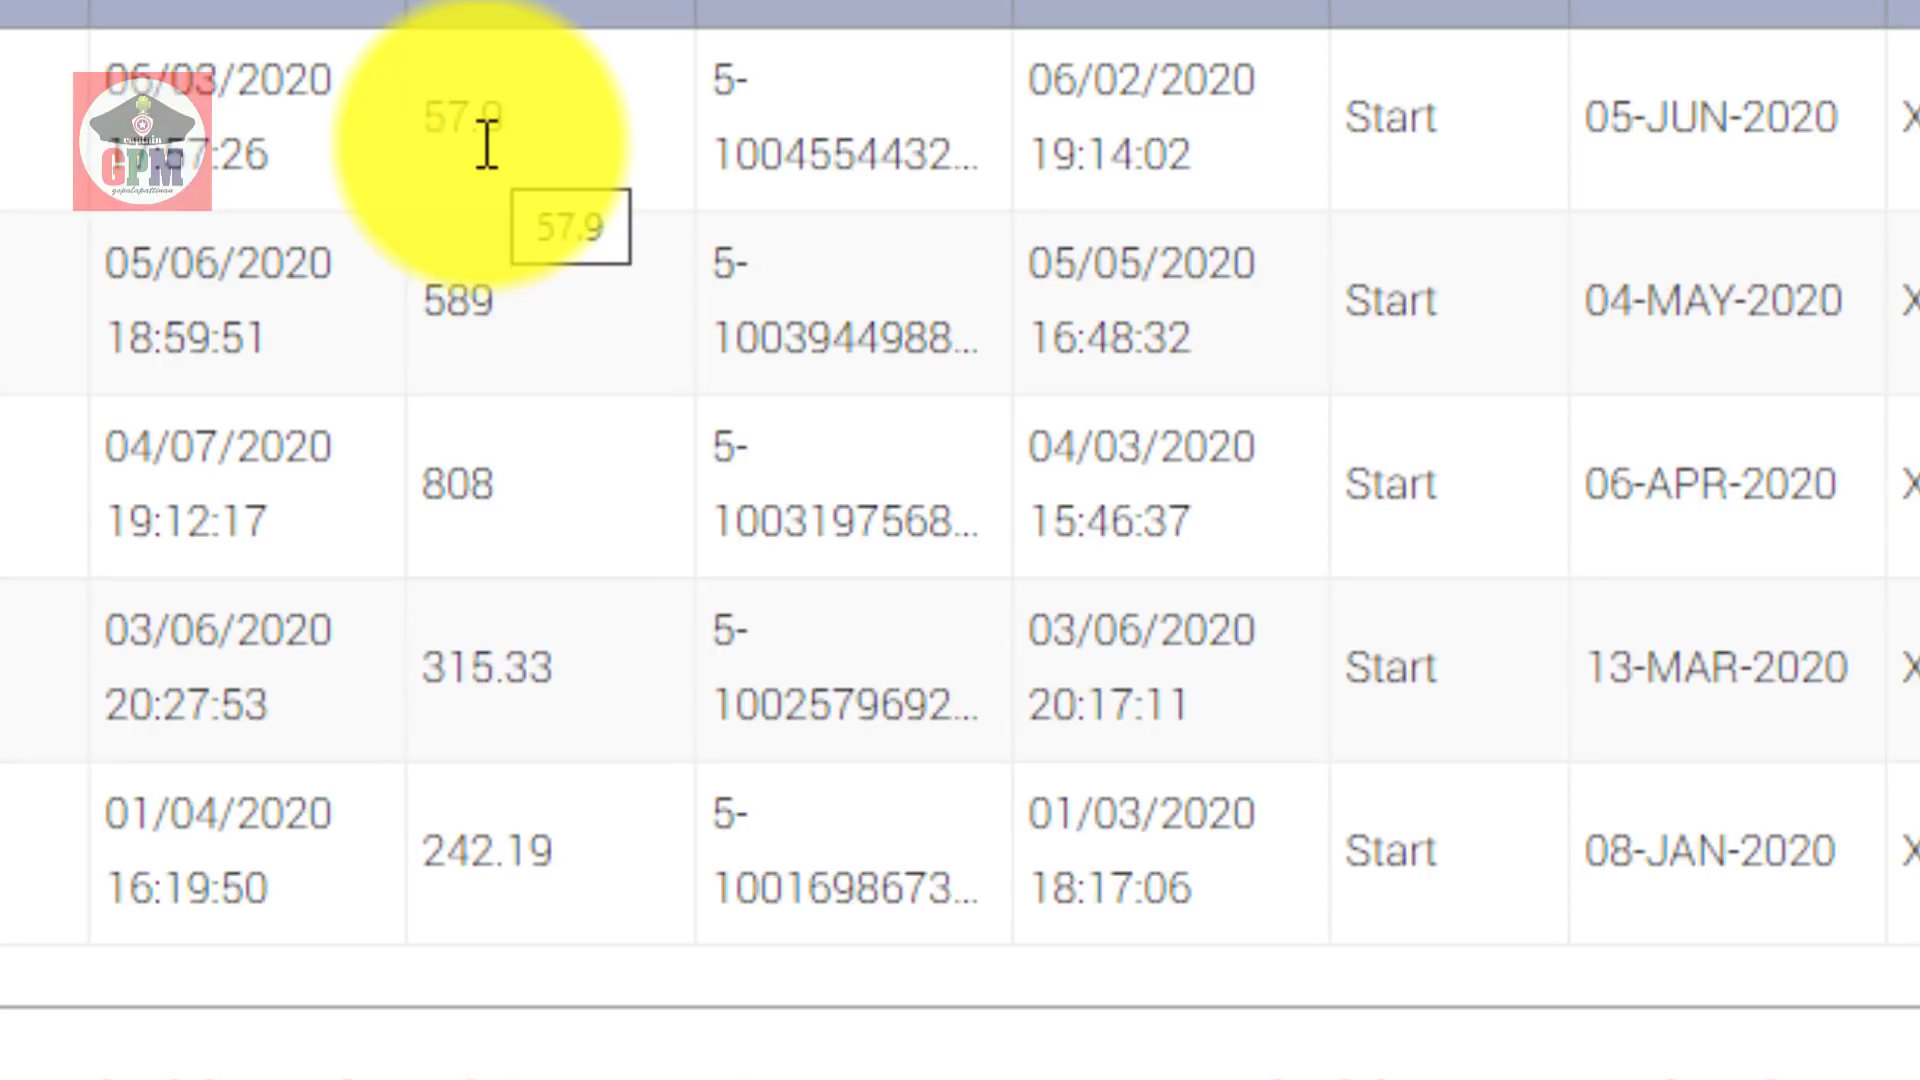 06/03/2020
57:26
57.9
5-
1004554432...
06/02/2020
19:14:02
Start
05-JUN-2020
X
57.9
05/06/2020
18:59:51
589
5-
1003944988...
05/05/2020
16:48:32
Start
04-MAY-2020
X
04/07/2020
19:12:17
808
5-
1003197568...
04/03/2020
15:46:37
Start
06-APR-2020
X
03/06/2020
20:27:53
315.33
5-
1002579692...
03/06/2020
20:17:11
Start
13-MAR-2020
X
01/04/2020
16:19:50
242.19
5-
1001698673...
01/03/2020
18:17:06
Start
08-JAN-2020
X
captain
GPM
gopalapattinam